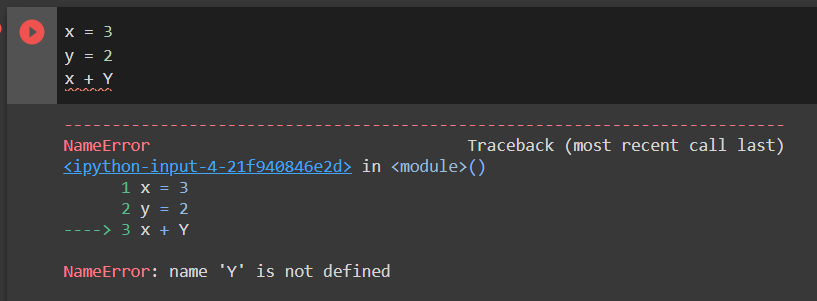 x = 3
y = 2
x + Y
---------------------------------------------------------------------------
NameError                                 Traceback (most recent call last)
<ipython-input-4-21f940846e2d> in <module>()
      1 x = 3
      2 y = 2
----> 3 x + Y

NameError: name 'Y' is not defined